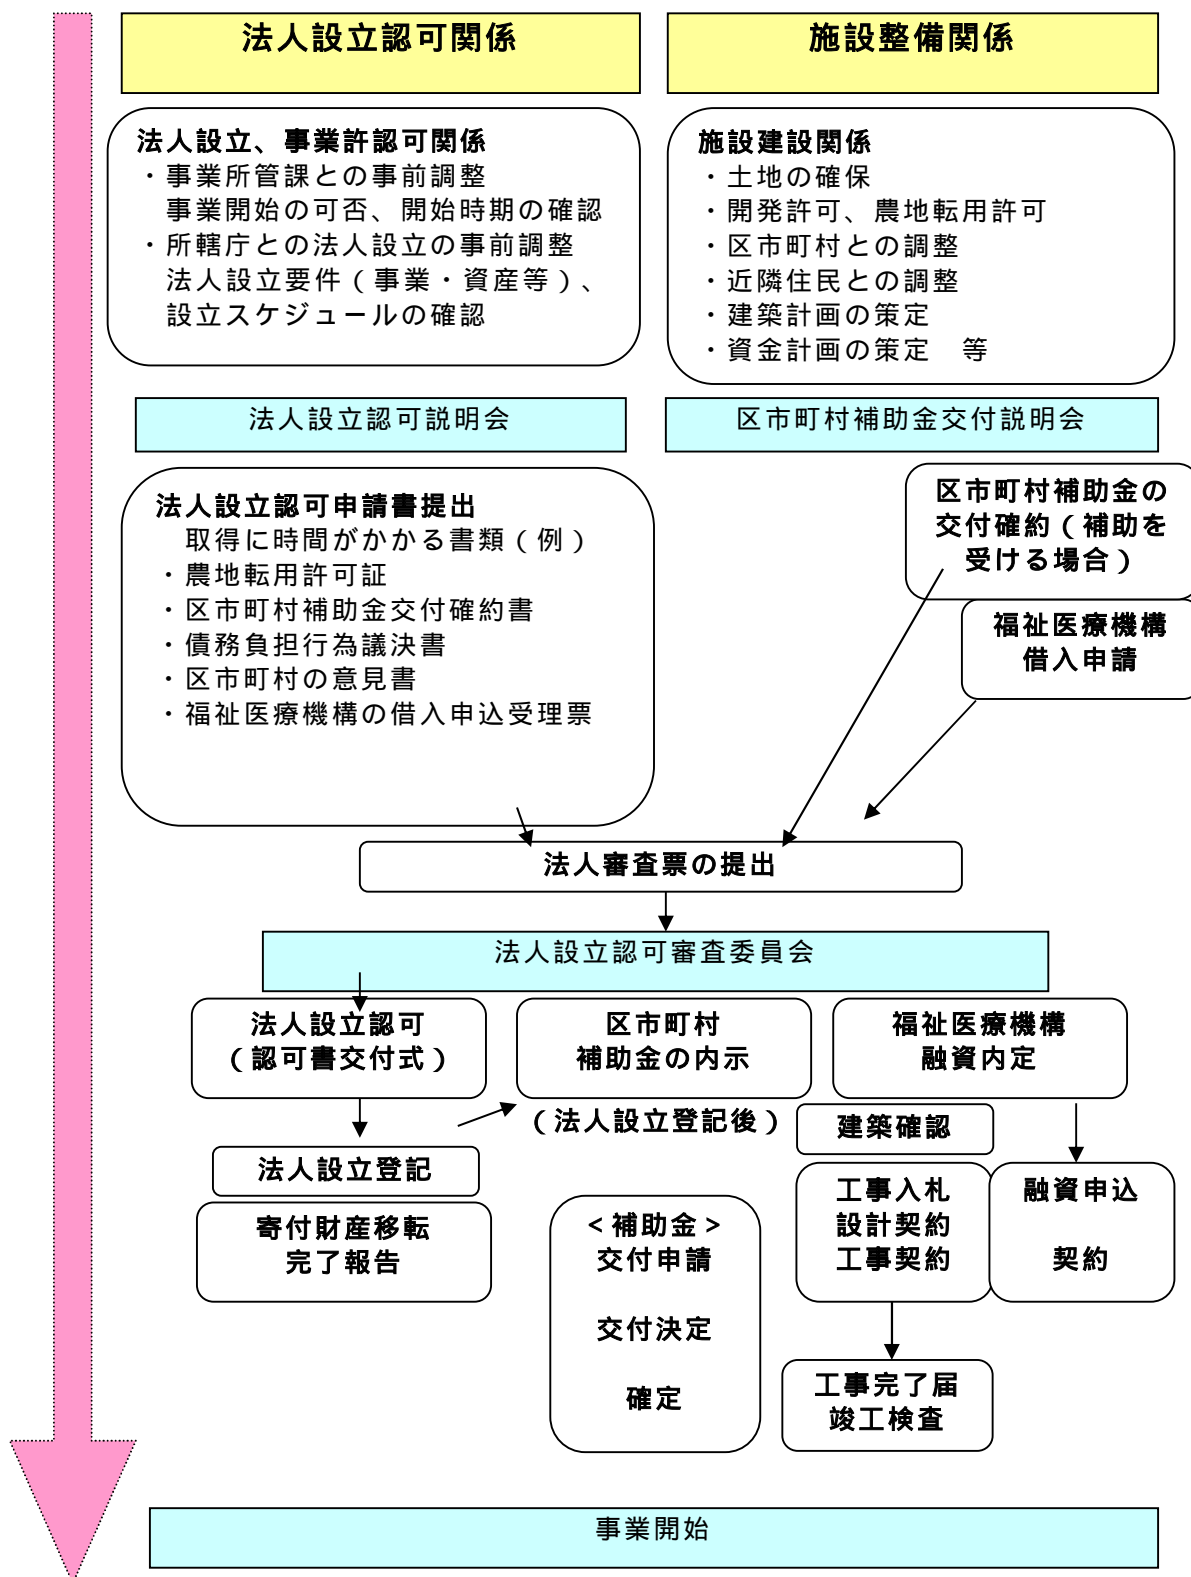 法人設立認可関係
施設整備関係
法人設立、事業許認可関係
・事業所管課との事前調整
事業開始の可否、開始時期の確認
・所轄庁との法人設立の事前調整
法人設立要件（事業・資産等）、
設立スケジュールの確認
施設建設関係
・土地の確保
・開発許可、農地転用許可
・区市町村との調整
・近隣住民との調整
・建築計画の策定
・資金計画の策定　等
法人設立認可説明会
区市町村補助金交付説明会
法人設立認可申請書提出
取得に時間がかかる書類（例）
・農地転用許可証
・区市町村補助金交付確約書
・債務負担行為議決書
・区市町村の意見書
・福祉医療機構の借入申込受理票
区市町村補助金の
交付確約（補助を
受ける場合）
福祉医療機構
借入申請
法人審査票の提出
法人設立認可審査委員会
法人設立認可
（認可書交付式）
区市町村
補助金の内示
福祉医療機構
融資内定
（法人設立登記後）
建築確認
法人設立登記
寄付財産移転
完了報告
＜補助金＞
交付申請
交付決定
確定
工事入札
設計契約
工事契約
融資申込
契約
工事完了届
竣工検査
事業開始